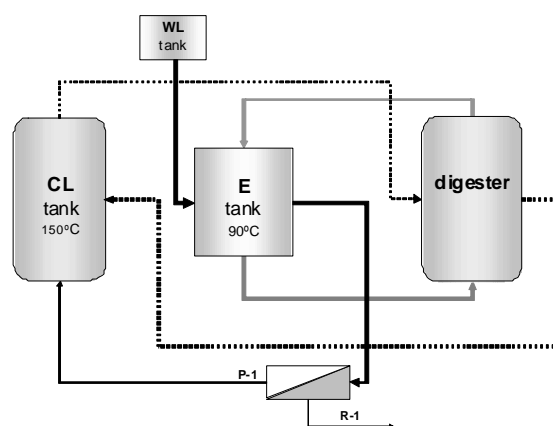 WL
tank
CL
tank
150ºC
E
tank
90ºC
digester
P-1
R-1